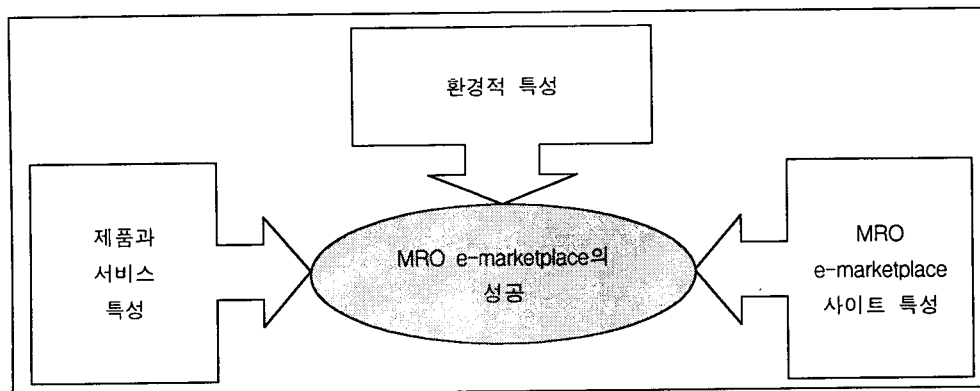 환경적 특성
제품과
서비스
특성
MRO e-marketplace의
성공
MRO
e-marketplace
사이트 특성